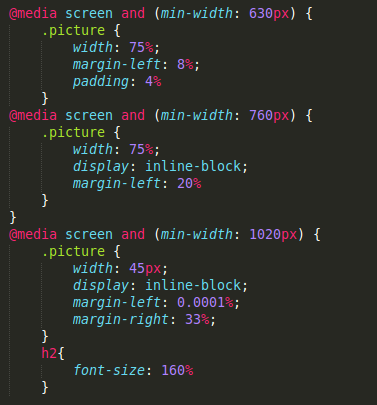 @media screen and (min-width: 630px) {
    .picture {
        width: 75%;
        margin-left: 8%;
        padding: 4%
    }
@media screen and (min-width: 760px) {
    .picture {
        width: 75%;
        display: inline-block;
        margin-left: 20%
    }
}
@media screen and (min-width: 1020px) {
    .picture {
        width: 45px;
        display: inline-block;
        margin-left: 0.0001%;
        margin-right: 33%;
    }
    h2{
        font-size: 160%
    }